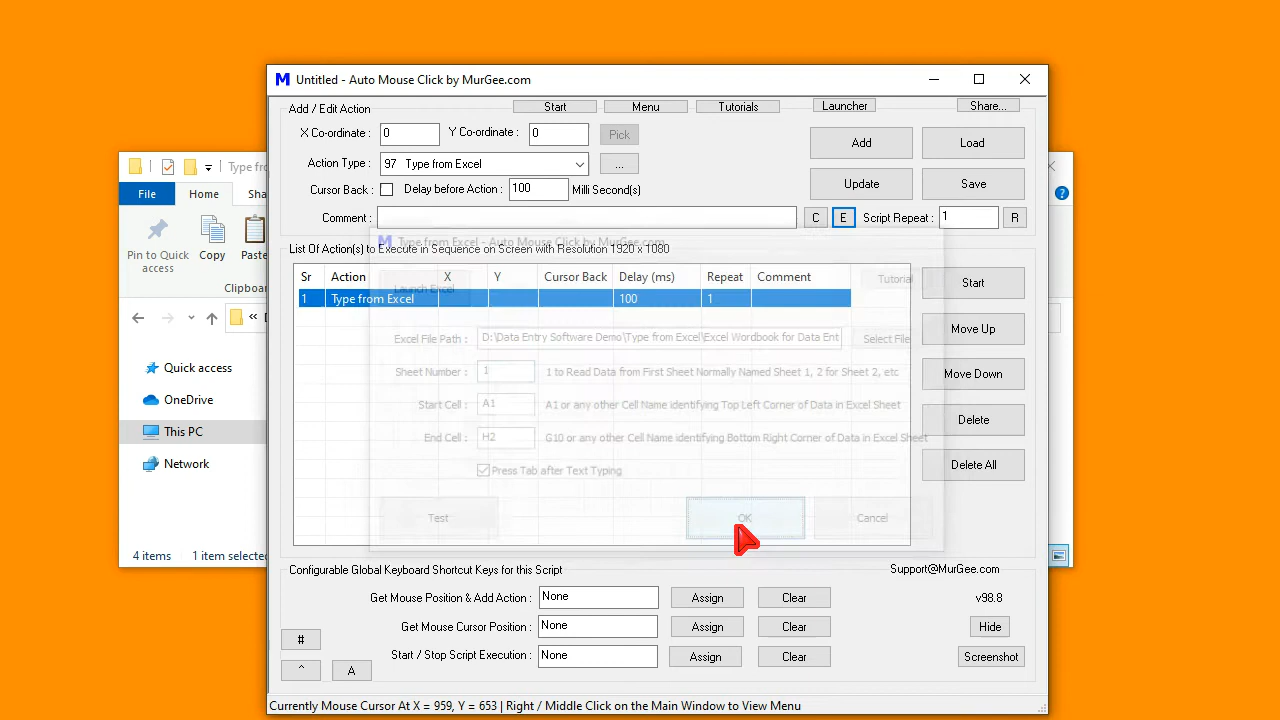 Untitled - Auto Mouse Click by MurGee.com
Add / Edit Action
Start
Menu
Tutorials
Launcher
Share...
X Co-ordinate :
0
Y Co-ordinate :
0
Pick
Add
Load
Action Type :
97 Type from Excel
...
Update
Save
Cursor Back :
Delay before Action :
100
Milli Second(s)
Comment :
C
E
Script Repeat :
1
R
Type from Excel - Auto Mouse Click by MurGee.com
List Of Action(s) to Execute in Sequence on Screen with Resolution 1920 x 1080
Sr
Action
X
Y
Cursor Back
Delay (ms)
Repeat
Comment
1
Type from Excel
100
1
Launch Excel
Tutorial
Excel File Path :
D:\Data Entry Software Demo\Type from Excel\Excel Wordbook for Data Ent
Select File
Sheet Number :
1
1 to Read Data from First Sheet Normally Named Sheet 1, 2 for Sheet 2, etc
Start Cell :
A1
A1 or any other Cell Name identifying Top Left Corner of Data in Excel Sheet
End Cell :
H2
G10 or any other Cell Name identifying Bottom Right Corner of Data in Excel Sheet
Press Tab after Text Typing
Test
OK
Cancel
Start
Move Up
Move Down
Delete
Delete All
Configurable Global Keyboard Shortcut Keys for this Script
Support@MurGee.com
Get Mouse Position & Add Action :
None
Assign
Clear
v98.8
Get Mouse Cursor Position :
None
Assign
Clear
Hide
#
Start / Stop Script Execution :
None
Assign
Clear
Screenshot
^
A
Currently Mouse Cursor At X = 959, Y = 653 | Right / Middle Click on the Main Window to View Menu
Type fro
File
Home
Sha
Pin to Quick
access
Copy
Paste
Clipboa
«
Quick access
OneDrive
This PC
Network
4 items
1 item selected